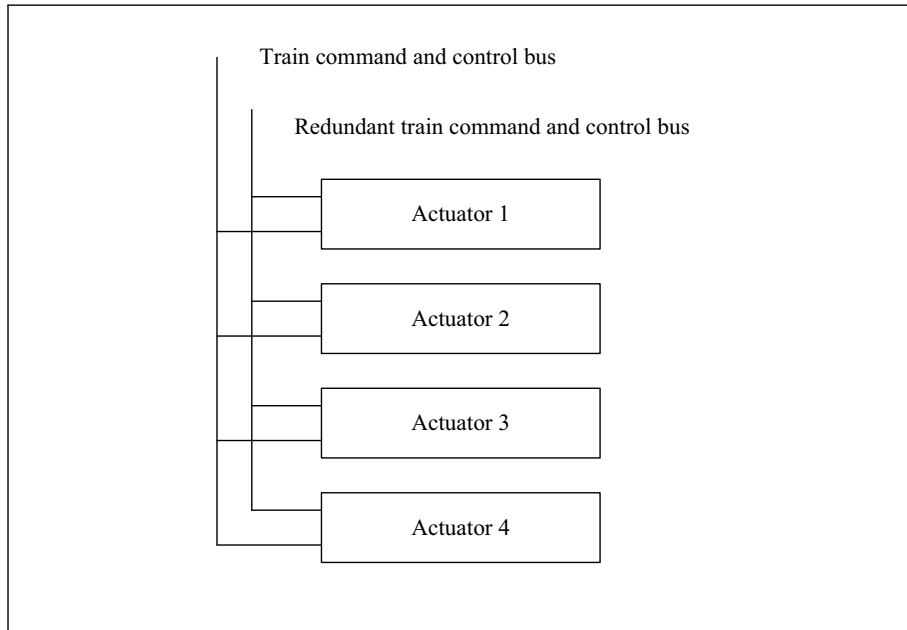 Train command and control bus
Redundant train command and control bus
Actuator 1
Actuator 2
Actuator 3
Actuator 4